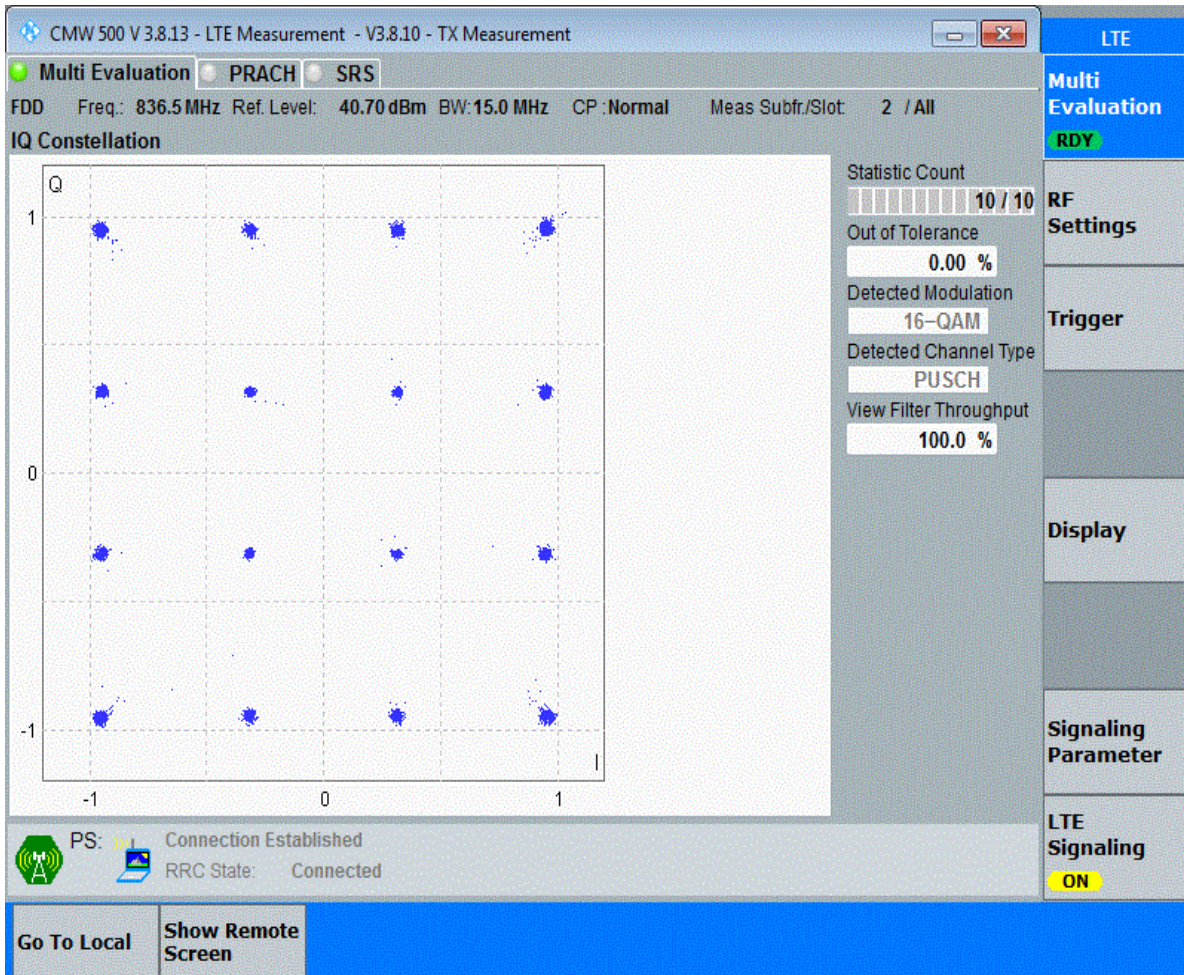 CMW 500 V 3.8.13 - LTE Measurement - V3.8.10 - TX Measurement
LTE
Multi Evaluation PRACH SRS
FDD Freq.: 836.5 MHz Ref. Level: 40.70 dBm BW: 15.0 MHz CP : Normal Meas Subfr./Slot: 2 / All
IQ Constellation
Q
1
0
-1
I
-1 0 1
Statistic Count
10 / 10
Out of Tolerance
0.00 %
Detected Modulation
16-QAM
Detected Channel Type
PUSCH
View Filter Throughput
100.0 %
Multi
Evaluation
RDY
RF
Settings
Trigger
Display
Signaling
Parameter
LTE
Signaling
ON
PS: Connection Established
RRC State: Connected
Go To Local
Show Remote
Screen